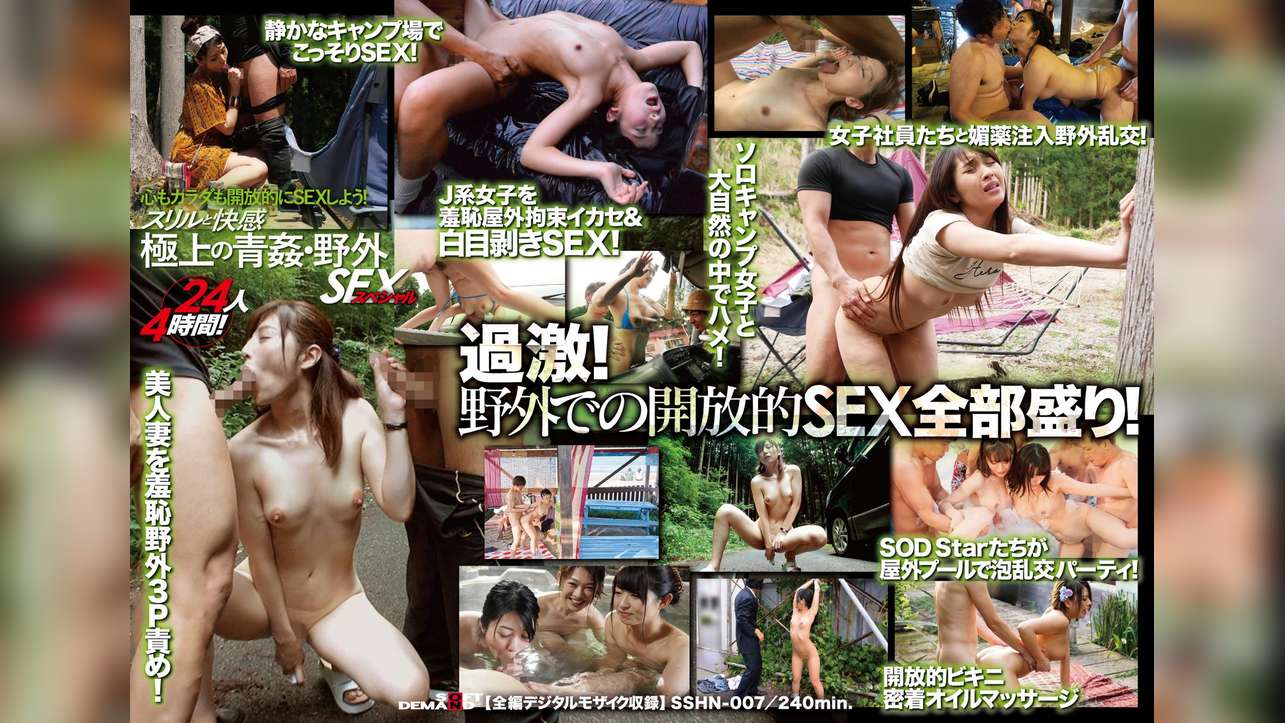 静かなキャンプ場で
こっそりSEX!
心もカラダも開放的にSEXしよう!
スリルと快感
極上の青姦・野外
SEX
スペシャル
24人
4時間!
J系女子を
羞恥屋外拘束イカセ&
白目剥きSEX!
女子社員たちと媚薬注入野外乱交!
ソロキャンプ女子と
大自然の中でハメ!
過激!
野外での開放的SEX全部盛り!
美人妻を羞恥野外3P責め!
SOD Starたちが
屋外プールで泡乱交パーティ!
開放的ビキニ
密着オイルマッサージ
SOFT ON DEMAND
【全編デジタルモザイク収録】SSHN-007/240min.